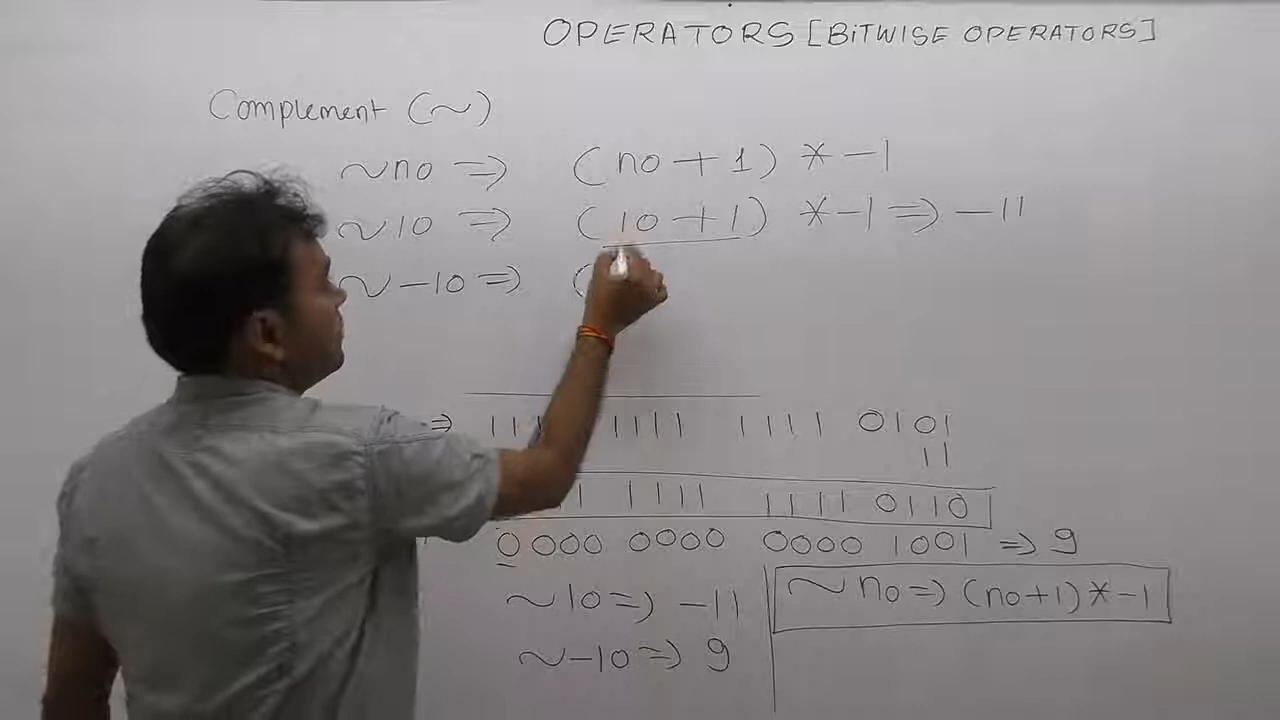 OPERATORS [BiTWISE OPERATORS]
Complement (~)
~no => (no+1) *-1
~10 => (10+1) *-1 => -11
~-10 => (
=> 111 1111 1111 0101
11
1 1111 1111 0110
0000 0000 0000 1001 => 9
~10 => -11
~no => (no+1)*-1
~-10 => 9